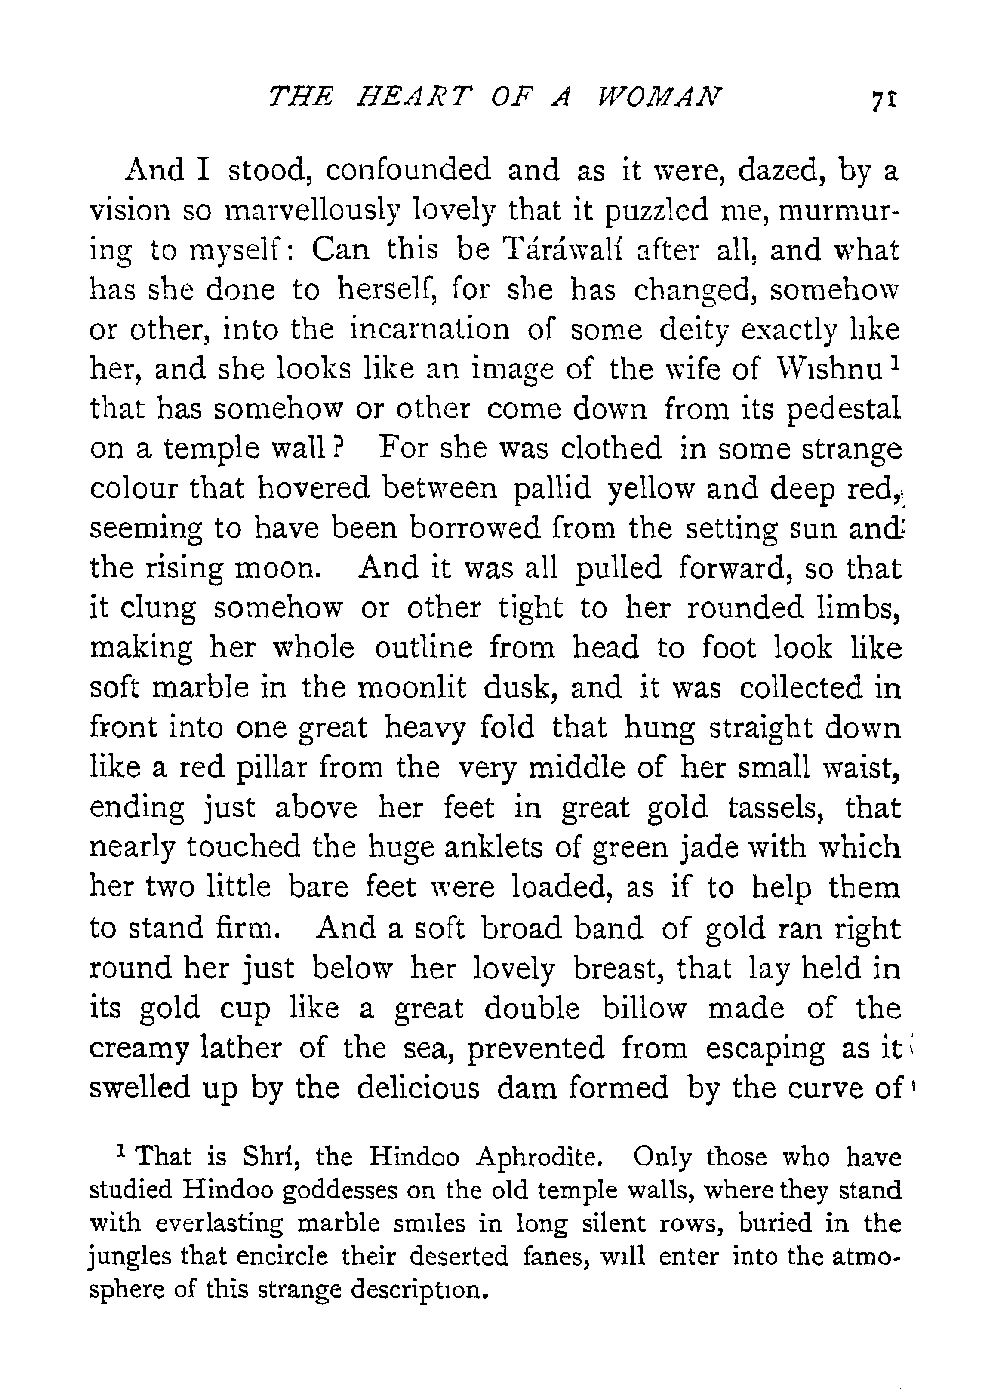 THE HEART OF A WOMAN 71
And I stood, confounded and as it were, dazed, by a
vision so marvellously lovely that it puzzled me, murmur-
ing to myself: Can this be Táráwalí after all, and what
has she done to herself, for she has changed, somehow
or other, into the incarnation of some deity exactly like
her, and she looks like an image of the wife of Wishnu ¹
that has somehow or other come down from its pedestal
on a temple wall? For she was clothed in some strange
colour that hovered between pallid yellow and deep red,
seeming to have been borrowed from the setting sun and
the rising moon. And it was all pulled forward, so that
it clung somehow or other tight to her rounded limbs,
making her whole outline from head to foot look like
soft marble in the moonlit dusk, and it was collected in
front into one great heavy fold that hung straight down
like a red pillar from the very middle of her small waist,
ending just above her feet in great gold tassels, that
nearly touched the huge anklets of green jade with which
her two little bare feet were loaded, as if to help them
to stand firm. And a soft broad band of gold ran right
round her just below her lovely breast, that lay held in
its gold cup like a great double billow made of the
creamy lather of the sea, prevented from escaping as it
swelled up by the delicious dam formed by the curve of
¹ That is Shrí, the Hindoo Aphrodite. Only those who have
studied Hindoo goddesses on the old temple walls, where they stand
with everlasting marble smiles in long silent rows, buried in the
jungles that encircle their deserted fanes, will enter into the atmo-
sphere of this strange description.